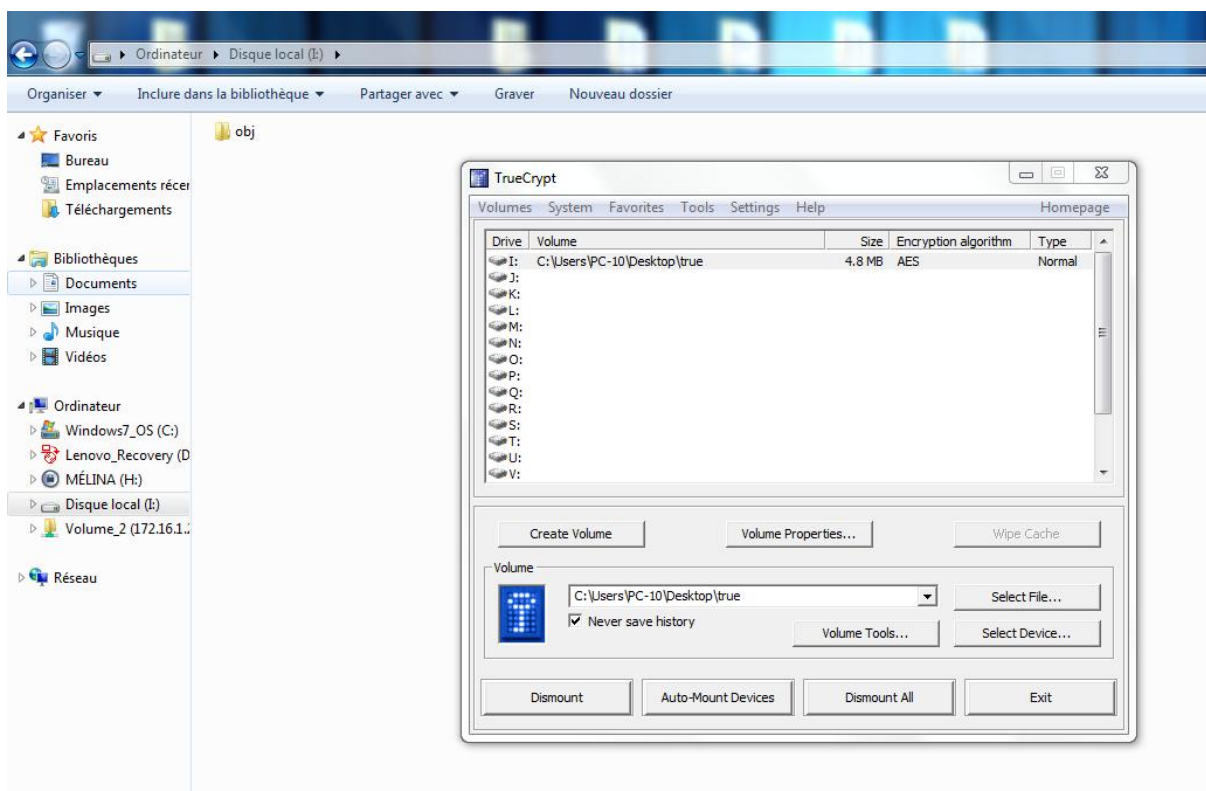 Ordinateur Disque local (I:)
Organiser Inclure dans la bibliothèque Partager avec Graver Nouveau dossier
Favoris
Bureau
Emplacements récer
Téléchargements
Bibliothèques
Documents
Images
Musique
Vidéos
Ordinateur
Windows7_OS (C:)
Lenovo_Recovery (D
MÉLINA (H:)
Disque local (I:)
Volume_2 (172.16.1.2
Réseau
obj
TrueCrypt
Volumes System Favorites Tools Settings Help Homepage
Drive Volume Size Encryption algorithm Type
I: C:\Users\PC-10\Desktop\true 4.8 MB AES Normal
J:
K:
L:
M:
N:
O:
P:
Q:
R:
S:
T:
U:
V:
Create Volume Volume Properties... Wipe Cache
Volume
C:\Users\PC-10\Desktop\true Select File...
Never save history Volume Tools... Select Device...
Dismount Auto-Mount Devices Dismount All Exit